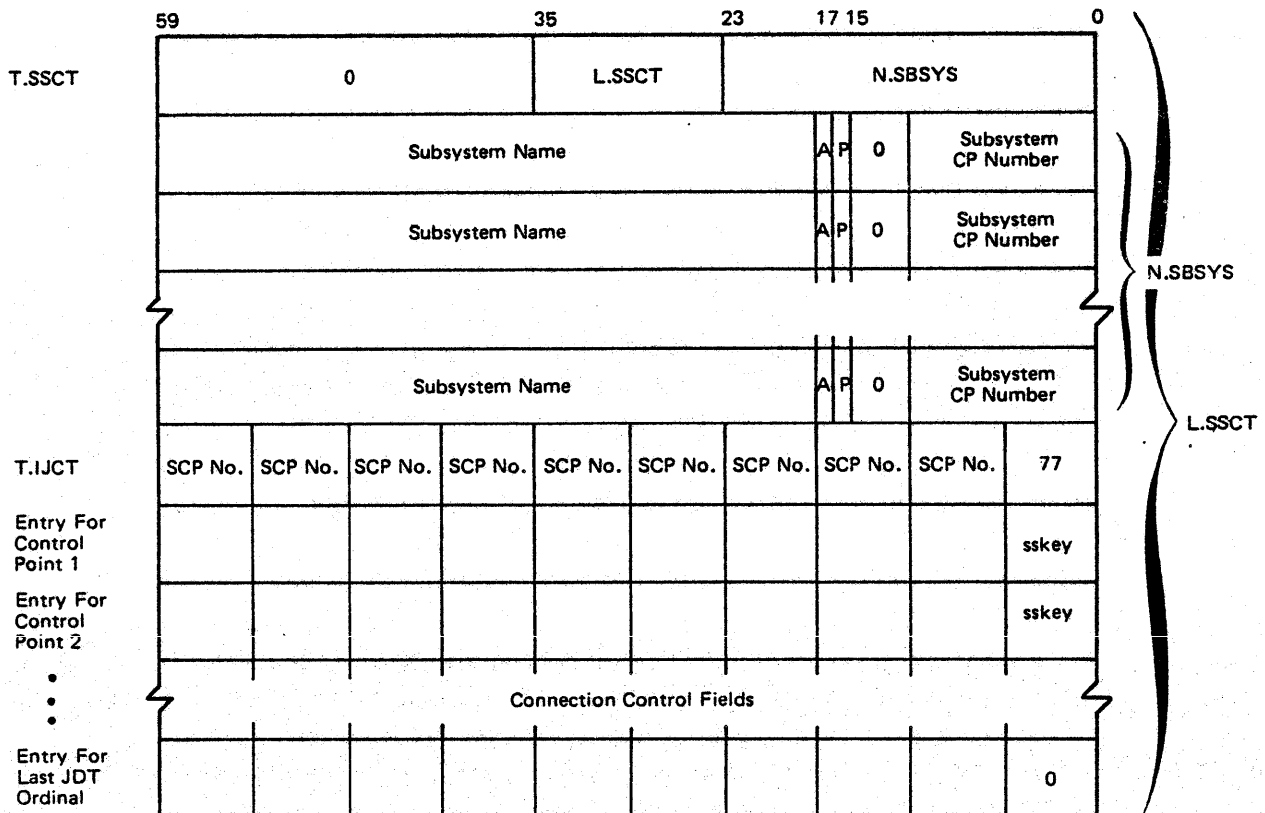 59 35 23 17 15 0
T.SSCT 0 L.SSCT N.SBSYS
Subsystem Name A P 0 Subsystem
CP Number
Subsystem Name A P 0 Subsystem
CP Number
N.SBSYS
Subsystem Name A P 0 Subsystem
CP Number
L.SSCT
T.IJCT SCP No. SCP No. SCP No. SCP No. SCP No. SCP No. SCP No. SCP No. SCP No. 77
Entry For
Control
Point 1
sskey
Entry For
Control
Point 2
sskey
Connection Control Fields
Entry For
Last JDT
Ordinal
0